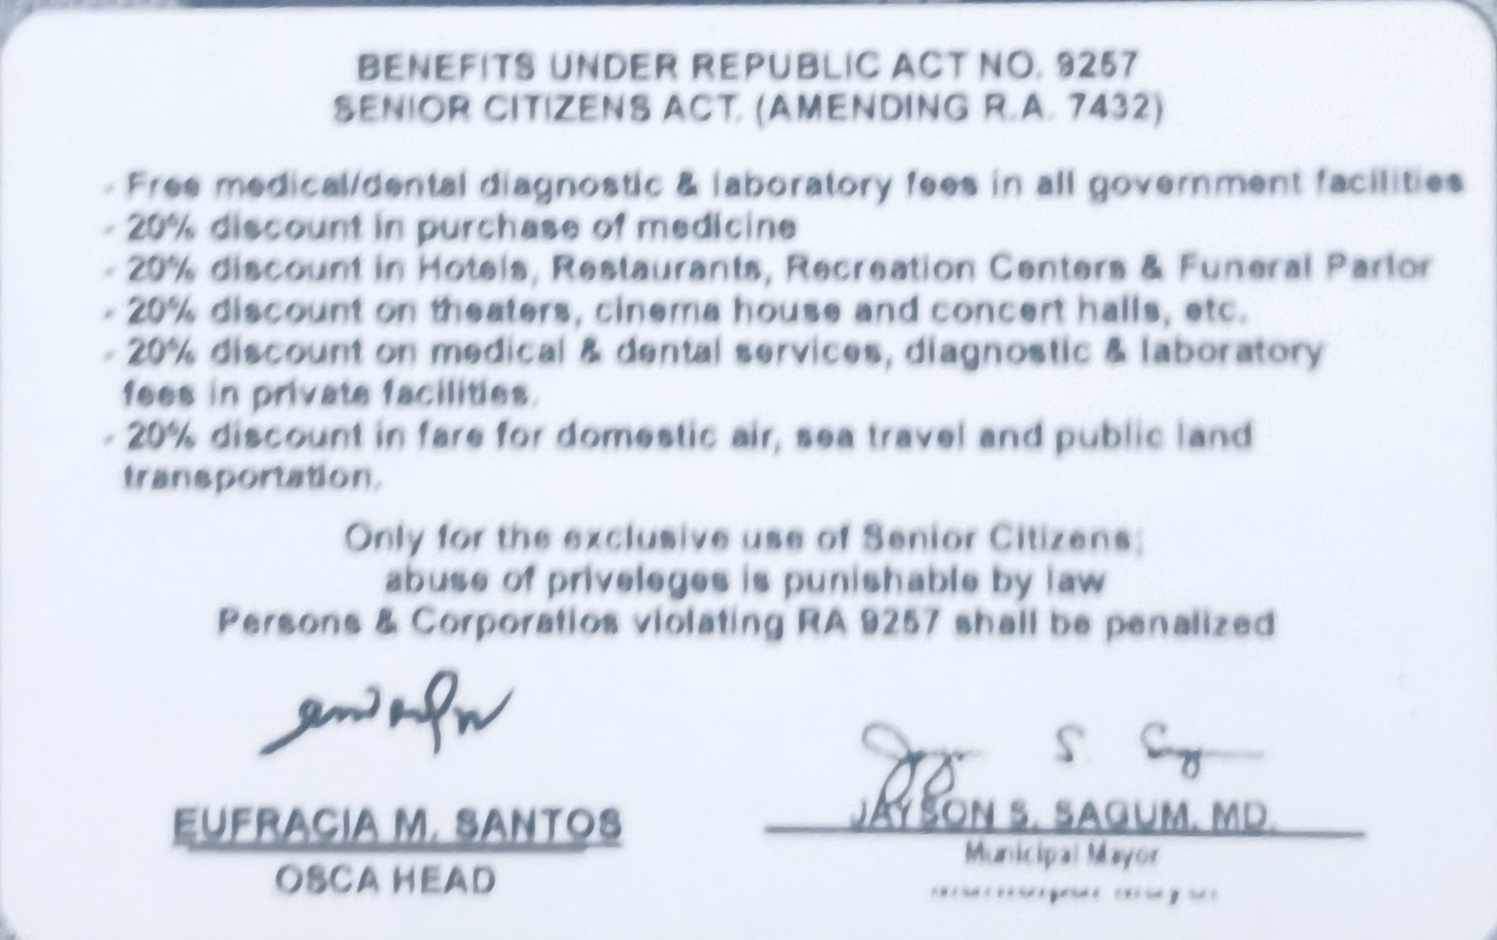 BENEFITS UNDER REPUBLIC ACT NO. 9257
SENIOR CITIZENS ACT. (AMENDING R.A. 7432)
- Free medical/dental diagnostic & laboratory fees in all government facilities
- 20% discount in purchase of medicine
- 20% discount in Hotels, Restaurants, Recreation Centers & Funeral Parlor
- 20% discount on theaters, cinema house and concert halls, etc.
- 20% discount on medical & dental services, diagnostic & laboratory
fees in private facilities.
- 20% discount in fare for domestic air, sea travel and public land
transportation.
Only for the exclusive use of Senior Citizens;
abuse of priveleges is punishable by law
Persons & Corporatios violating RA 9257 shall be penalized
EUFRACIA M. SANTOS
OSCA HEAD
JAYSON S. SAGUM, MD.
Municipal Mayor